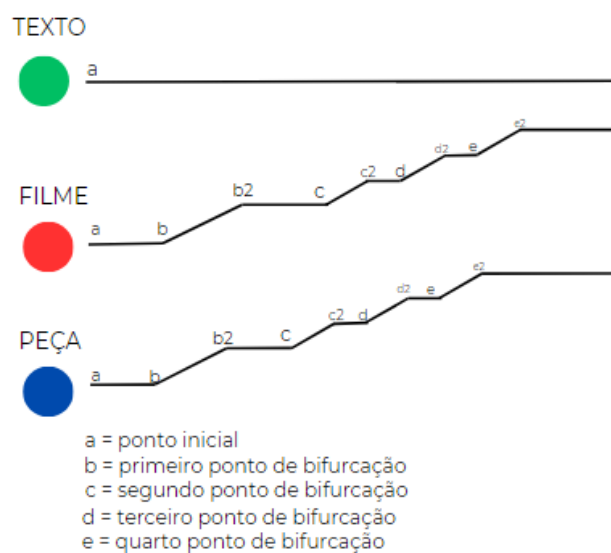 TEXTO
a
e2
d2 e
c2 d
b2 c
FILME
a b
e2
d2 e
c2 d
b2 c
PEÇA
a b
a = ponto inicial
b = primeiro ponto de bifurcação
c = segundo ponto de bifurcação
d = terceiro ponto de bifurcação
e = quarto ponto de bifurcação